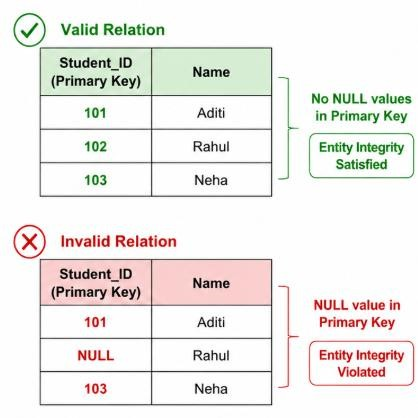 Valid Relation
Student_ID
(Primary Key)
Name
101 Aditi
102 Rahul
103 Neha
No NULL values
in Primary Key
Entity Integrity
Satisfied
Invalid Relation
Student_ID
(Primary Key)
Name
101 Aditi
NULL Rahul
103 Neha
NULL value in
Primary Key
Entity Integrity
Violated